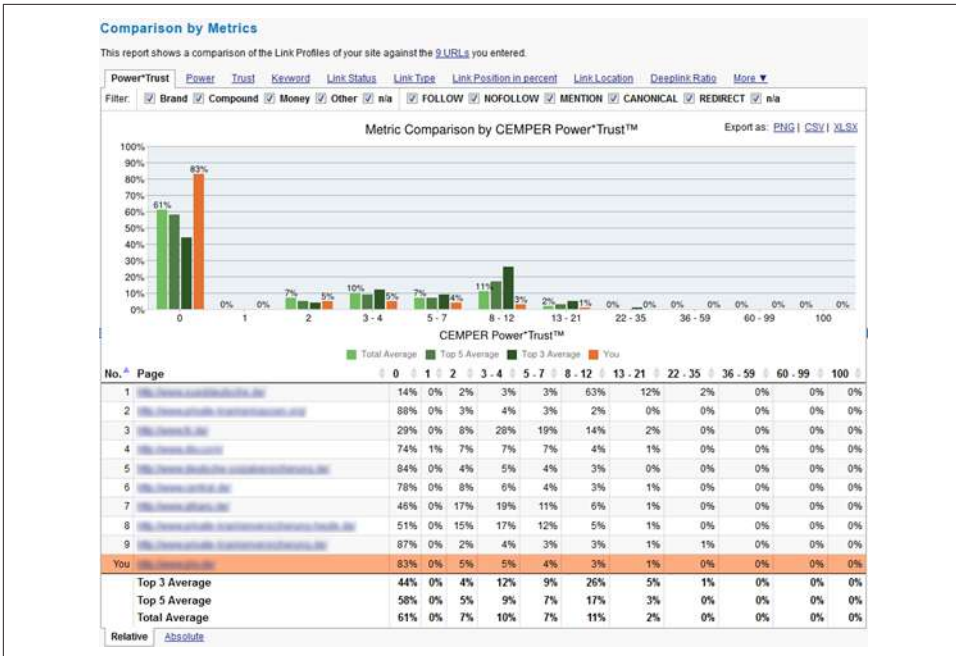 Comparison by Metrics
This report shows a comparison of the Link Profiles of your site against the 9 URLs you entered.
Power*Trust Power Trust Keyword Link Status Link Type Link Position in percent Link Location Deeplink Ratio More ▼
Filter: Brand Compound Money Other n/a FOLLOW NOFOLLOW MENTION CANONICAL REDIRECT n/a
Metric Comparison by CEMPER Power*Trust™ Export as: PNG | CSV | XLSX
100%
90%
83%
80%
70%
61%
60%
50%
40%
30%
20%
10%
0%
0% 0% 7% 5% 10% 5% 7% 4% 11% 3% 2% 1% 0% 0% 0% 0% 0% 0% 0% 0%
0 1 2 3 - 4 5 - 7 8 - 12 13 - 21 22 - 35 36 - 59 60 - 99 100
CEMPER Power*Trust™
Total Average Top 5 Average Top 3 Average You
No. Page 0 1 2 3 - 4 5 - 7 8 - 12 13 - 21 22 - 35 36 - 59 60 - 99 100
1 14% 0% 2% 3% 3% 63% 12% 2% 0% 0% 0%
2 88% 0% 3% 4% 3% 2% 0% 0% 0% 0% 0%
3 29% 0% 8% 28% 19% 14% 2% 0% 0% 0% 0%
4 74% 1% 7% 7% 7% 4% 1% 0% 0% 0% 0%
5 84% 0% 4% 5% 4% 3% 0% 0% 0% 0% 0%
6 78% 0% 8% 6% 4% 3% 1% 0% 0% 0% 0%
7 46% 0% 17% 19% 11% 6% 1% 0% 0% 0% 0%
8 51% 0% 15% 17% 12% 5% 1% 0% 0% 0% 0%
9 87% 0% 2% 4% 3% 3% 1% 1% 0% 0% 0%
You 83% 0% 5% 5% 4% 3% 1% 0% 0% 0% 0%
Top 3 Average 44% 0% 4% 12% 9% 26% 5% 1% 0% 0% 0%
Top 5 Average 58% 0% 5% 9% 7% 17% 3% 0% 0% 0% 0%
Total Average 61% 0% 7% 10% 7% 11% 2% 0% 0% 0% 0%
Relative Absolute